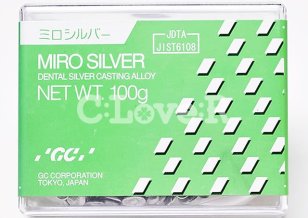 ミロシルバー
JDTA
JIST6108
MIRO SILVER
DENTAL SILVER CASTING ALLOY
NET WT. 100g
C:LoveR
GC
GC CORPORATION
TOKYO, JAPAN